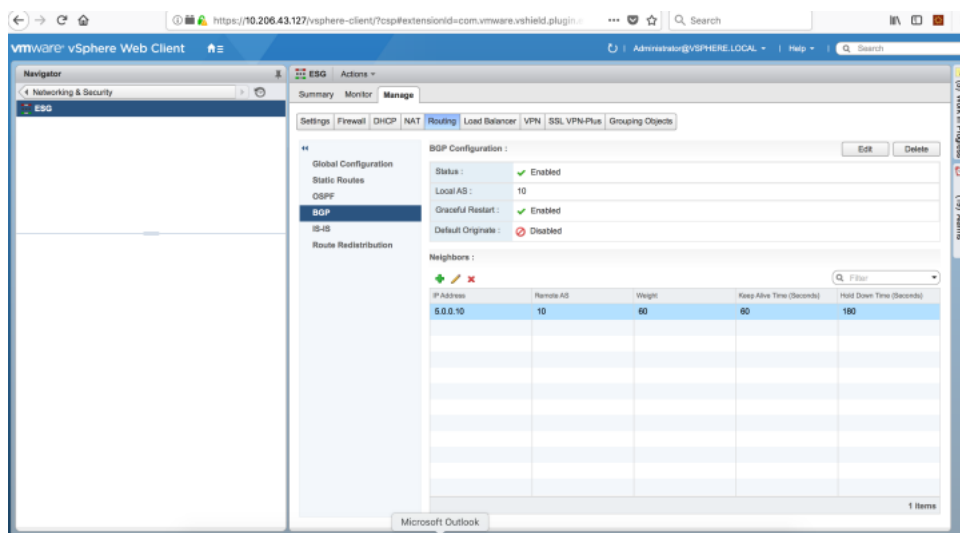 https://10.206.43.127/vsphere-client/?csp#extensionId=com.vmware.vshield.plugin.
Search
vmware vSphere Web Client
Administrator@VSPHERE.LOCAL
Help
Search
Navigator
Networking & Security
ESG
ESG Actions
Summary Monitor Manage
Settings Firewall DHCP NAT Routing Load Balancer VPN SSL VPN-Plus Grouping Objects
Global Configuration
Static Routes
OSPF
BGP
IS-IS
Route Redistribution
BGP Configuration :
Edit Delete
Status : Enabled
Local AS : 10
Graceful Restart : Enabled
Default Originate : Disabled
Neighbors :
Filter
IP Address Remote AS Weight Keep Alive Time (Seconds) Hold Down Time (Seconds)
5.0.0.10 10 60 60 180
1 Items
Microsoft Outlook